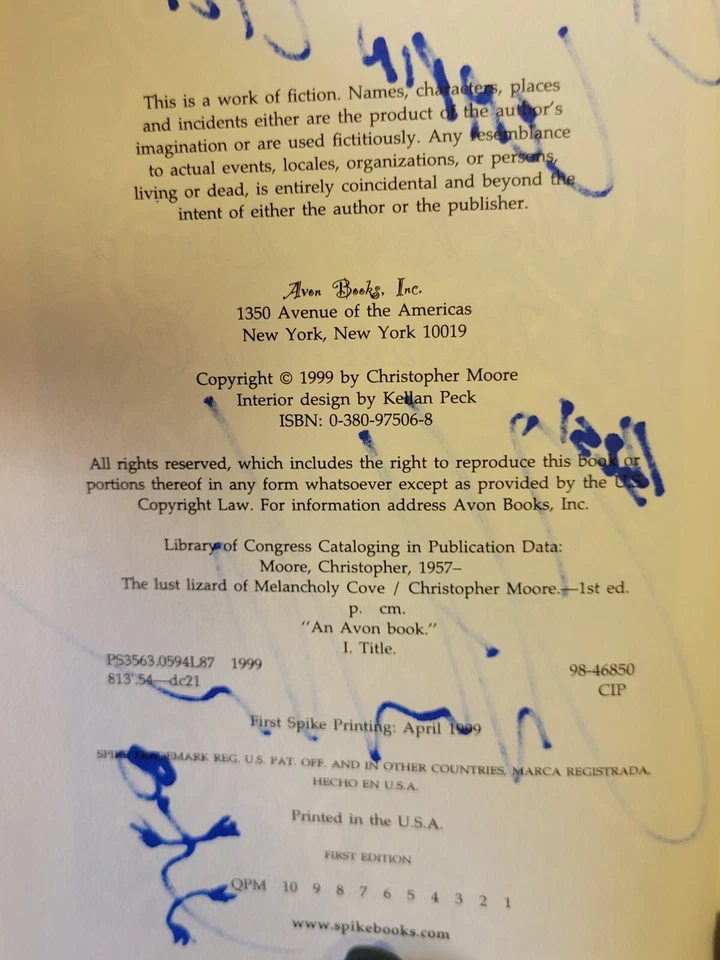 This is a work of fiction. Names, characters, places
and incidents either are the product of the author's
imagination or are used fictitiously. Any resemblance
to actual events, locales, organizations, or persons,
living or dead, is entirely coincidental and beyond the
intent of either the author or the publisher.
Avon Books, Inc.
1350 Avenue of the Americas
New York, New York 10019
Copyright © 1999 by Christopher Moore
Interior design by Kellan Peck
ISBN: 0-380-97506-8
All rights reserved, which includes the right to reproduce this book or
portions thereof in any form whatsoever except as provided by the U.S.
Copyright Law. For information address Avon Books, Inc.
Library of Congress Cataloging in Publication Data:
Moore, Christopher, 1957–
The lust lizard of Melancholy Cove / Christopher Moore.—1st ed.
p. cm.
"An Avon book."
I. Title.
PS3563.0594L87 1999 98-46850
813'.54—dc21 CIP
First Spike Printing: April 1999
SPIKE TRADEMARK REG. U.S. PAT. OFF. AND IN OTHER COUNTRIES, MARCA REGISTRADA,
HECHO EN U.S.A.
Printed in the U.S.A.
FIRST EDITION
QPM 10 9 8 7 6 5 4 3 2 1
www.spikebooks.com